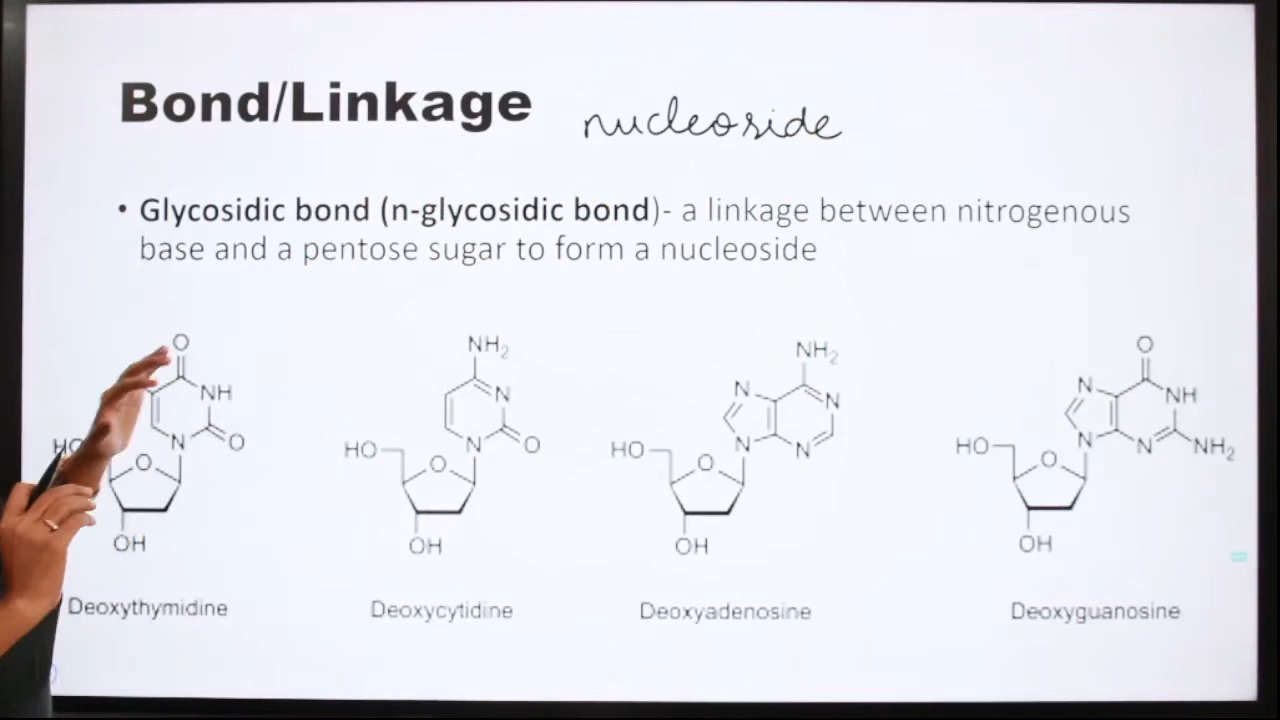 Bond/Linkage
nucleoside
• Glycosidic bond (n-glycosidic bond)- a linkage between nitrogenous
base and a pentose sugar to form a nucleoside
O
NH
N
O
HO
O
OH
Deoxythymidine
NH2
N
N
O
HO
O
OH
Deoxycytidine
NH2
N
N
N
N
HO
O
OH
Deoxyadenosine
O
N
NH
N
N
NH2
HO
O
OH
Deoxyguanosine